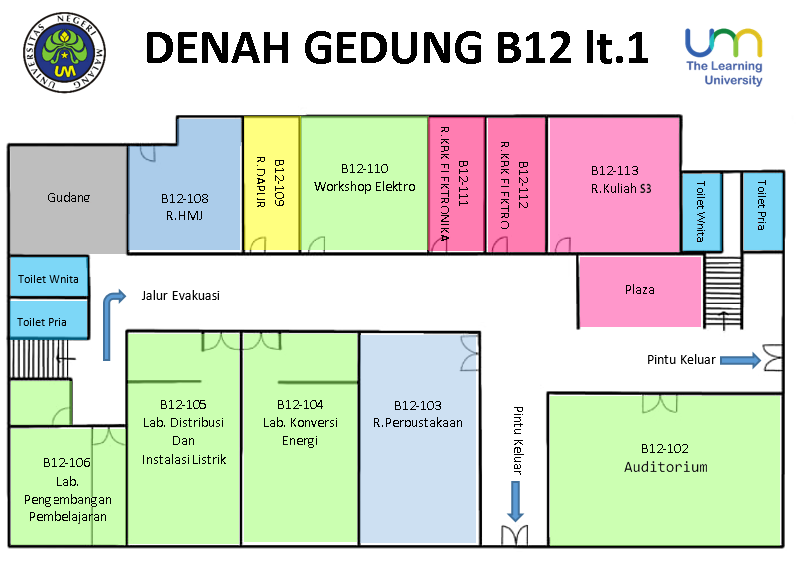 UNIVERSITAS NEGERI MALANG
UM
DENAH GEDUNG B12 lt.1
um
The Learning
University
Gudang
B12-108
R.HMJ
B12-109
R.DAPUR
B12-110
Workshop Elektro
B12-111
R.KBK ELEKTRONIKA
B12-112
R.KBK ELEKTRO
B12-113
R.Kuliah S3
Toilet Wnita
Toilet Pria
Toilet Wnita
Toilet Pria
Jalur Evakuasi
Plaza
Pintu Keluar
B12-106
Lab.
Pengembangan
Pembelajaran
B12-105
Lab. Distribusi
Dan
Instalasi Listrik
B12-104
Lab. Konversi
Energi
B12-103
R.Perpustakaan
Pintu Keluar
B12-102
Auditorium